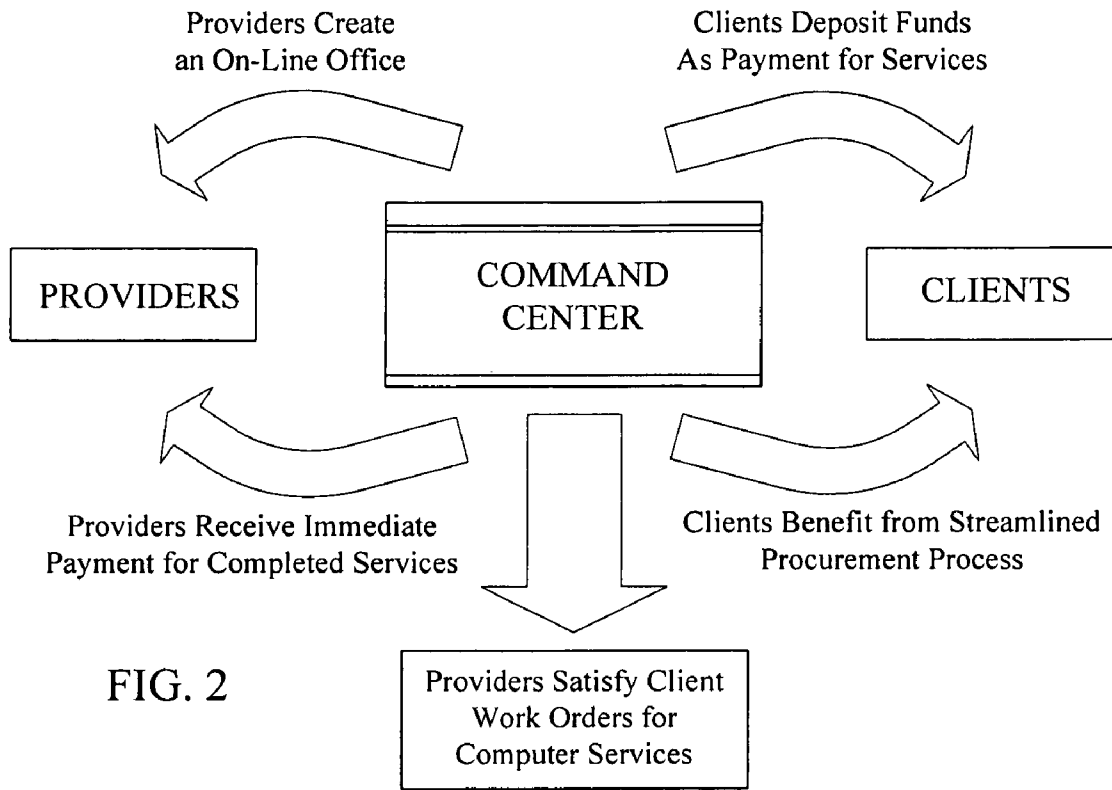 Providers Create
an On-Line Office
Clients Deposit Funds
As Payment for Services
PROVIDERS
COMMAND
CENTER
CLIENTS
Providers Receive Immediate
Payment for Completed Services
Clients Benefit from Streamlined
Procurement Process
FIG. 2
Providers Satisfy Client
Work Orders for
Computer Services